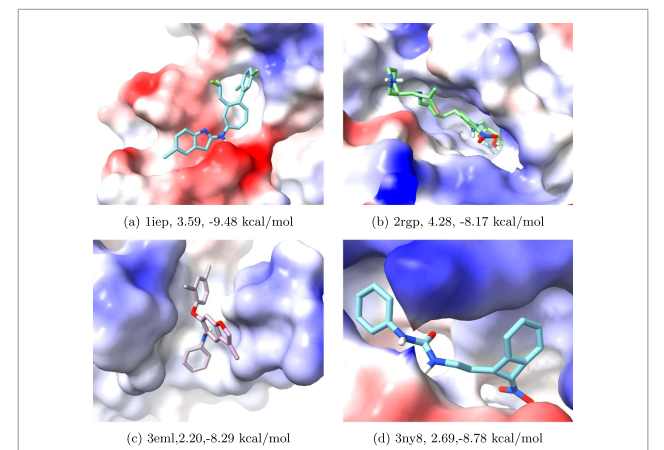 (a) 1iep, 3.59, -9.48 kcal/mol
(b) 2rgp, 4.28, -8.17 kcal/mol
(c) 3eml,2.20,-8.29 kcal/mol
(d) 3ny8, 2.69,-8.78 kcal/mol